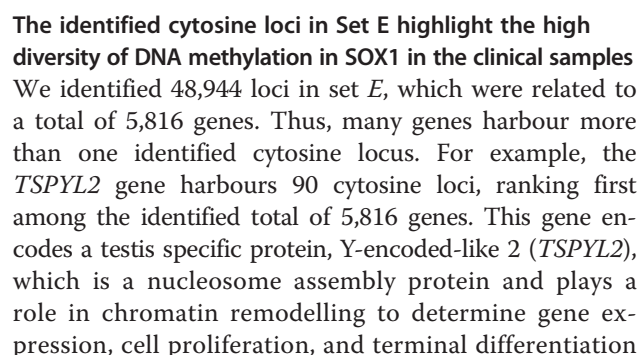 The identified cytosine loci in Set E highlight the high
diversity of DNA methylation in SOX1 in the clinical samples
We identified 48,944 loci in set E, which were related to
a total of 5,816 genes. Thus, many genes harbour more
than one identified cytosine locus. For example, the
TSPYL2 gene harbours 90 cytosine loci, ranking first
among the identified total of 5,816 genes. This gene en-
codes a testis specific protein, Y-encoded-like 2 (TSPYL2),
which is a nucleosome assembly protein and plays a
role in chromatin remodelling to determine gene ex-
pression, cell proliferation, and terminal differentiation